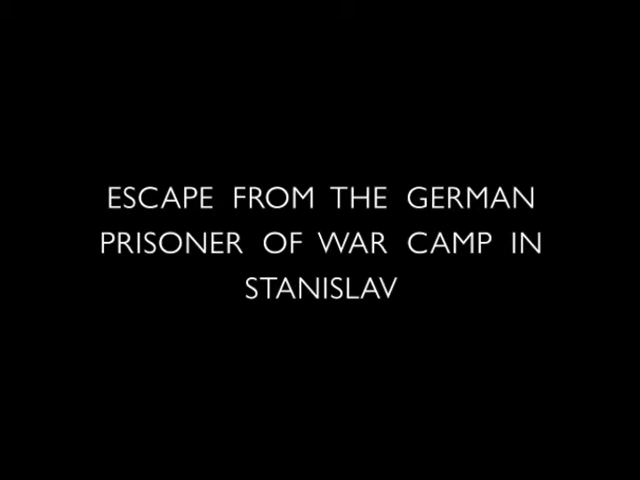 ESCAPE FROM THE GERMAN
PRISONER OF WAR CAMP IN
STANISLAV